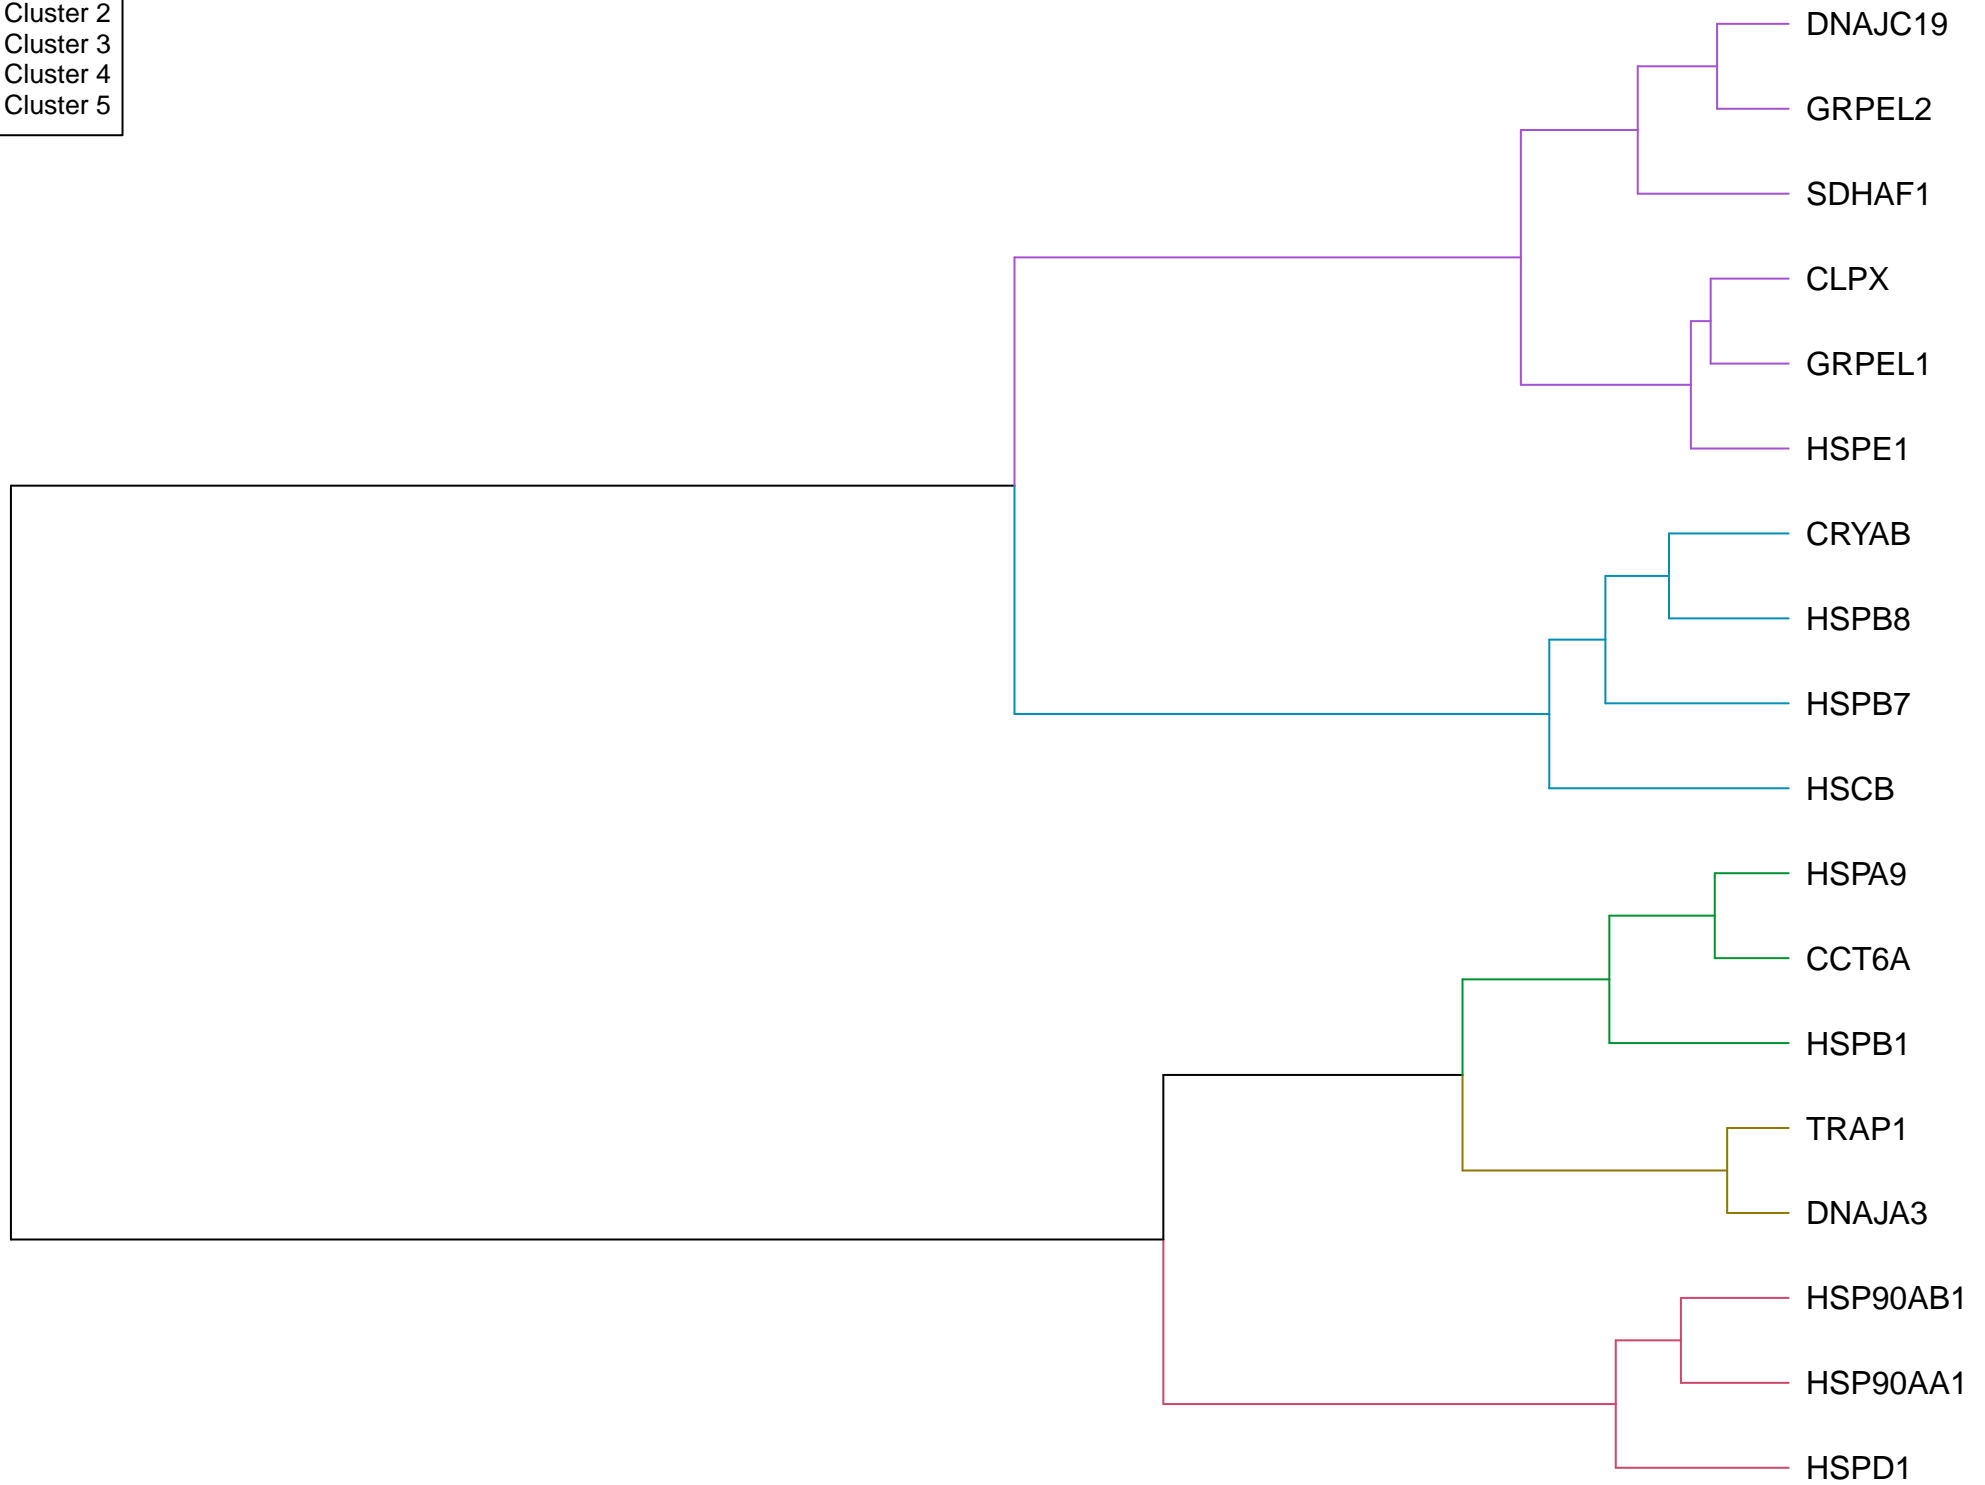 Cluster 2
Cluster 3
Cluster 4
Cluster 5
DNAJC19
GRPEL2
SDHAF1
CLPX
GRPEL1
HSPE1
CRYAB
HSPB8
HSPB7
HSCB
HSPA9
CCT6A
HSPB1
TRAP1
DNAJA3
HSP90AB1
HSP90AA1
HSPD1